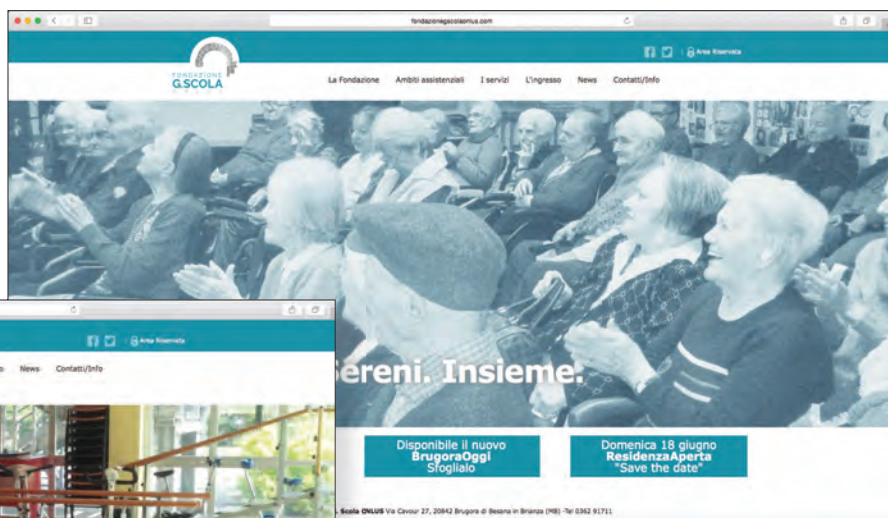 fondazionegscolaonlus.com
Area Riservata
FONDAZIONE
G.SCOLA
La Fondazione Ambiti assistenziali I servizi L'ingresso News Contatti/Info
Area Riservata
News Contatti/Info
Sereni. Insieme.
Disponibile il nuovo
BrugoraOggi
Sfoglialo
Domenica 18 giugno
ResidenzaAperta
"Save the date"
Scola ONLUS Via Cavour 27, 20842 Brugora di Besana in Brianza (MB) -Tel 0362 91711